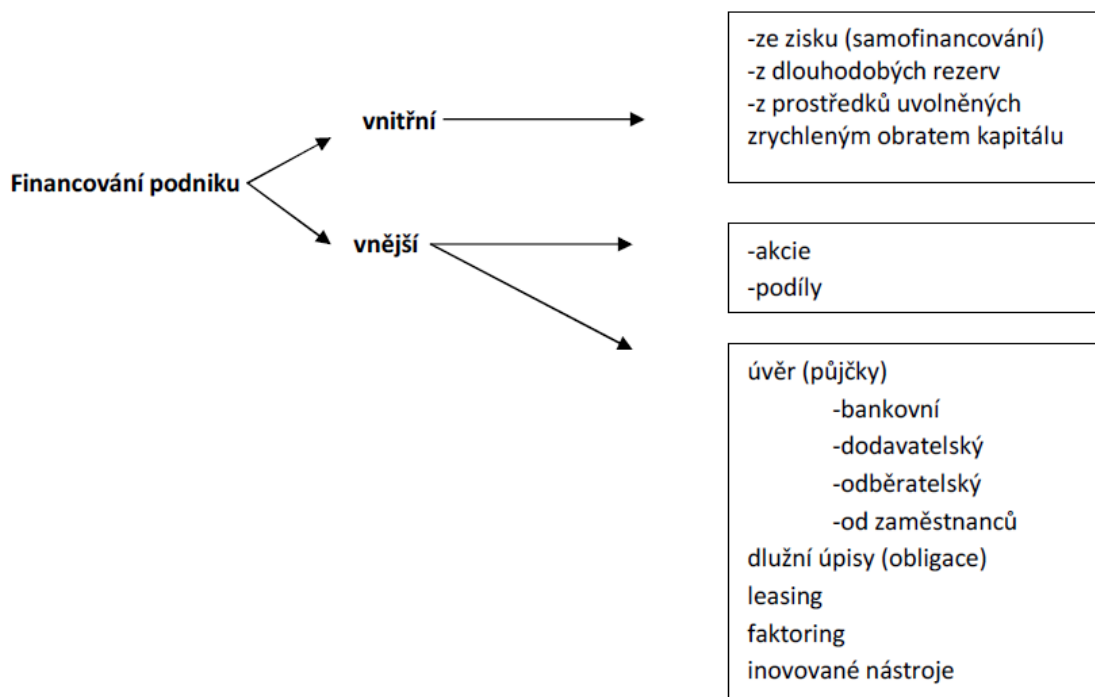 Financování podniku
vnitřní
-ze zisku (samofinancování)
-z dlouhodobých rezerv
-z prostředků uvolněných
zrychleným obratem kapitálu
vnější
-akcie
-podíly
úvěr (půjčky)
-bankovní
-dodavatelský
-odběratelský
-od zaměstnanců
dlužní úpisy (obligace)
leasing
faktoring
inovované nástroje